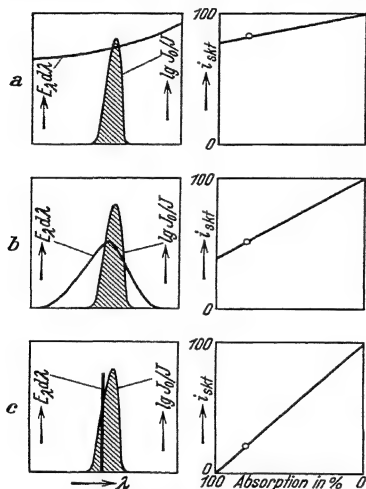 a
E_λ dλ
lg J_0/J
100
i_skt
0
b
E_λ dλ
lg J_0/J
100
i_skt
0
c
E_λ dλ
lg J_0/J
λ
100
i_skt
0
100 Absorption in % 0